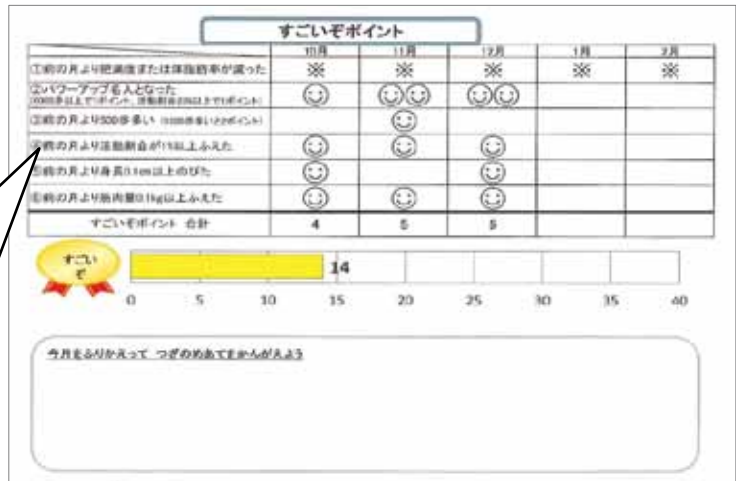 すごいぞポイント
10月 11月 12月 1月 2月
①前の月より肥満度または体脂肪率が減った ※ ※ ※ ※ ※
②パワーアップ名人となった
③前の月より500歩多い
④前の月より活動割合が1%以上ふえた
⑤前の月より身長0.1cm以上のびた
⑥前の月より筋肉量0.1kg以上ふえた
すごいぞポイント 合計 4 5 5
すごいぞ
14
0 5 10 15 20 25 30 35 40
今月をふりかえって つぎのめあてをかんがえよう